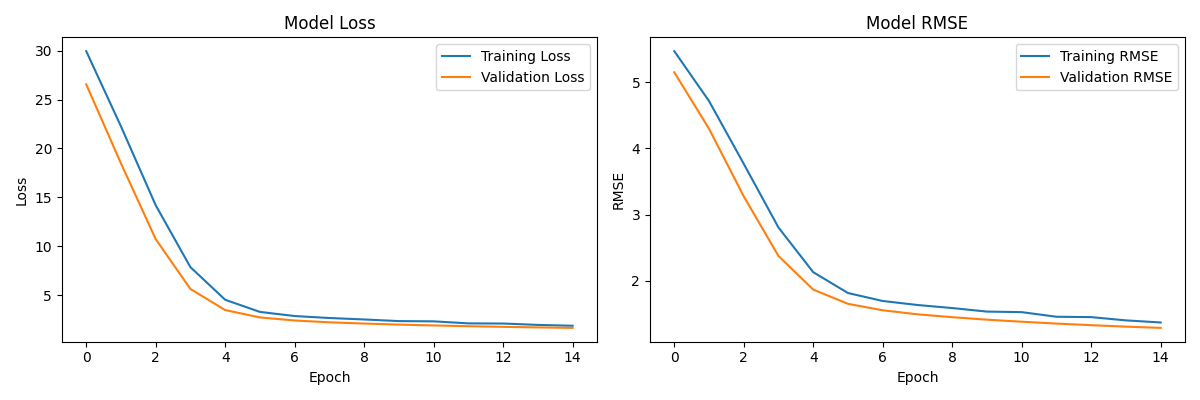 Model Loss
30
25
20
15
10
5
Loss
Training Loss
Validation Loss
0 2 4 6 8 10 12 14
Epoch
Model RMSE
5
4
3
2
RMSE
Training RMSE
Validation RMSE
0 2 4 6 8 10 12 14
Epoch